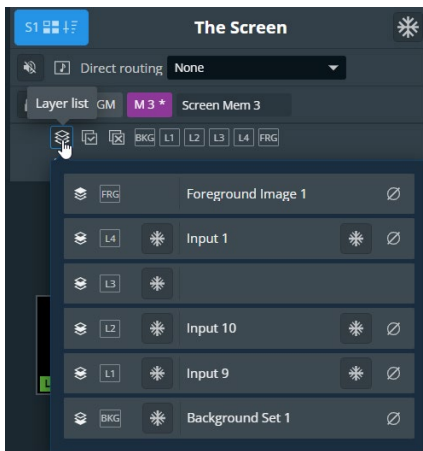 S1 The Screen
Direct routing None
Layer list GM M 3 * Screen Mem 3
BKG L1 L2 L3 L4 FRG
FRG Foreground Image 1
L4 Input 1
L3
L2 Input 10
L1 Input 9
BKG Background Set 1
L